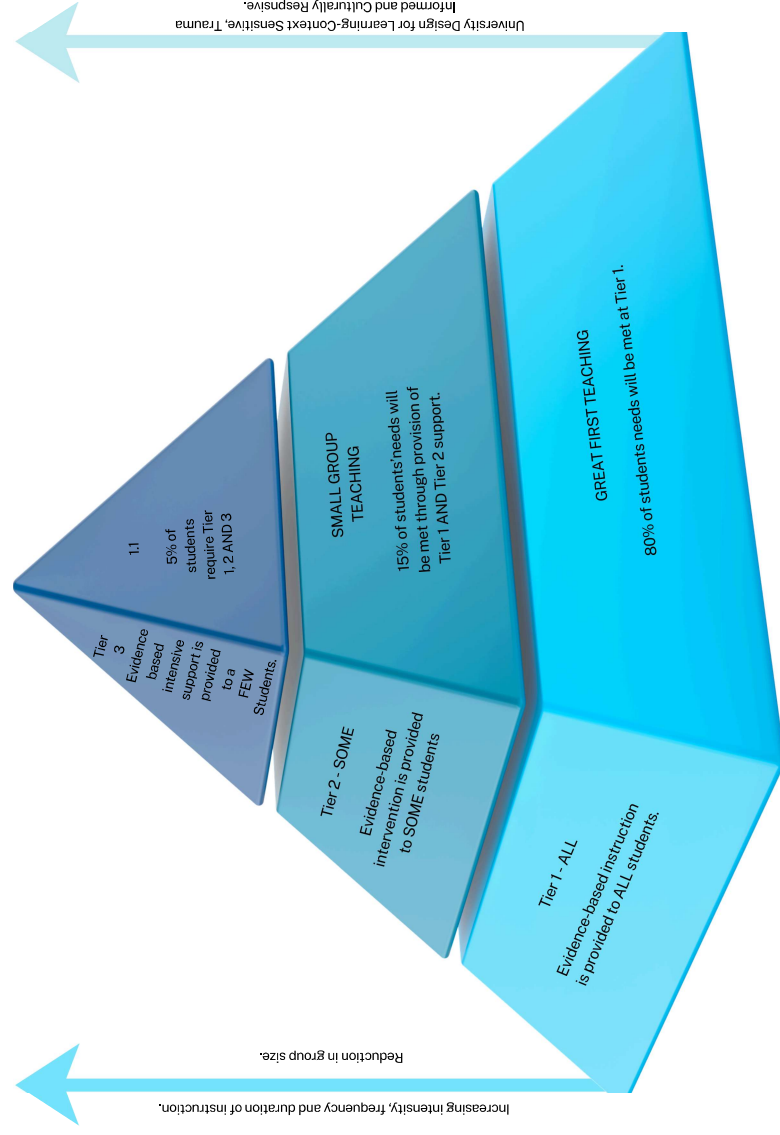 Tier
3
Evidence
based
intensive
support is
provided
to a
FEW
Students.
1.1
5% of
students
require Tier
1, 2 AND 3
Tier 2 - SOME
Evidence-based
intervention is provided
to SOME students
SMALL GROUP
TEACHING
15% of students'needs will
be met through provision of
Tier 1 AND Tier 2 support.
Tier 1 - ALL
Evidence-based instruction
is provided to ALL students.
GREAT FIRST TEACHING
80% of students needs will be met at Tier 1.
Increasing intensity, frequency and duration of instruction.
Reduction in group size.
University Design for Learning-Context Sensitive, Trauma
Informed and Culturally Respnsive.